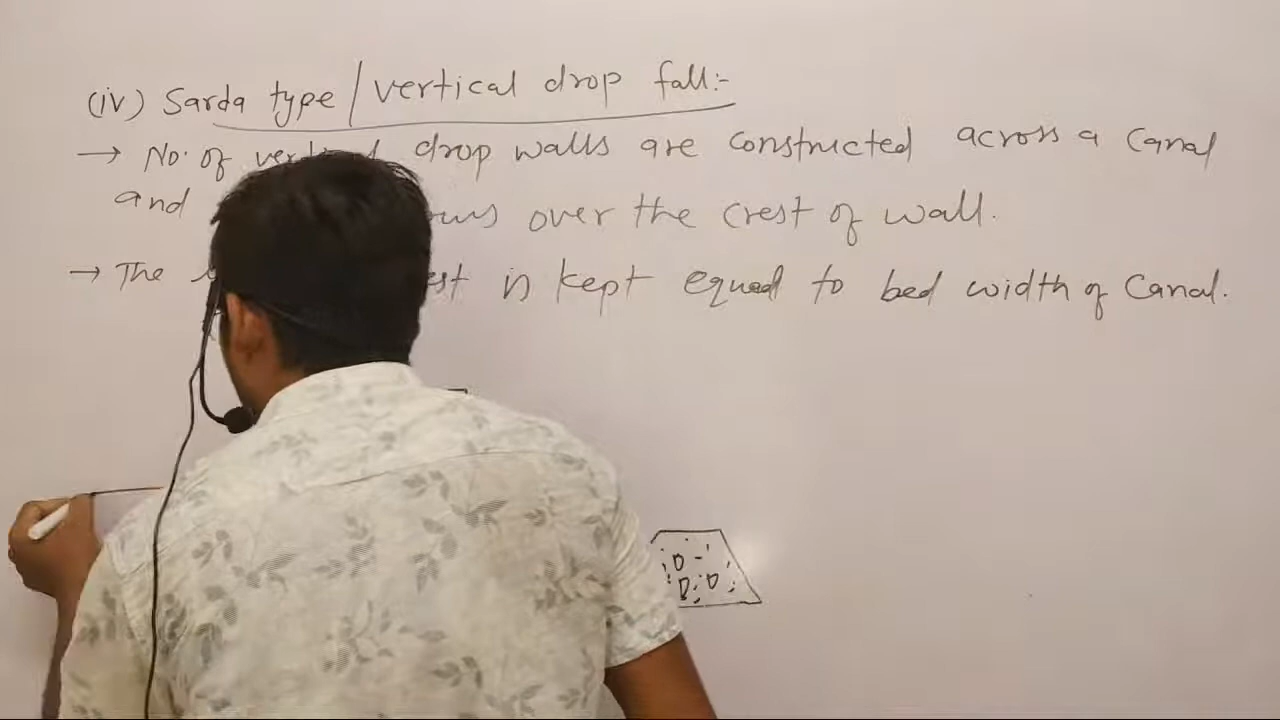 (iv) Sarda type / vertical drop fall:-
→ No. of drop walls are constructed across a Canal
and over the crest of wall.
→ The is kept equal to bed width of Canal.